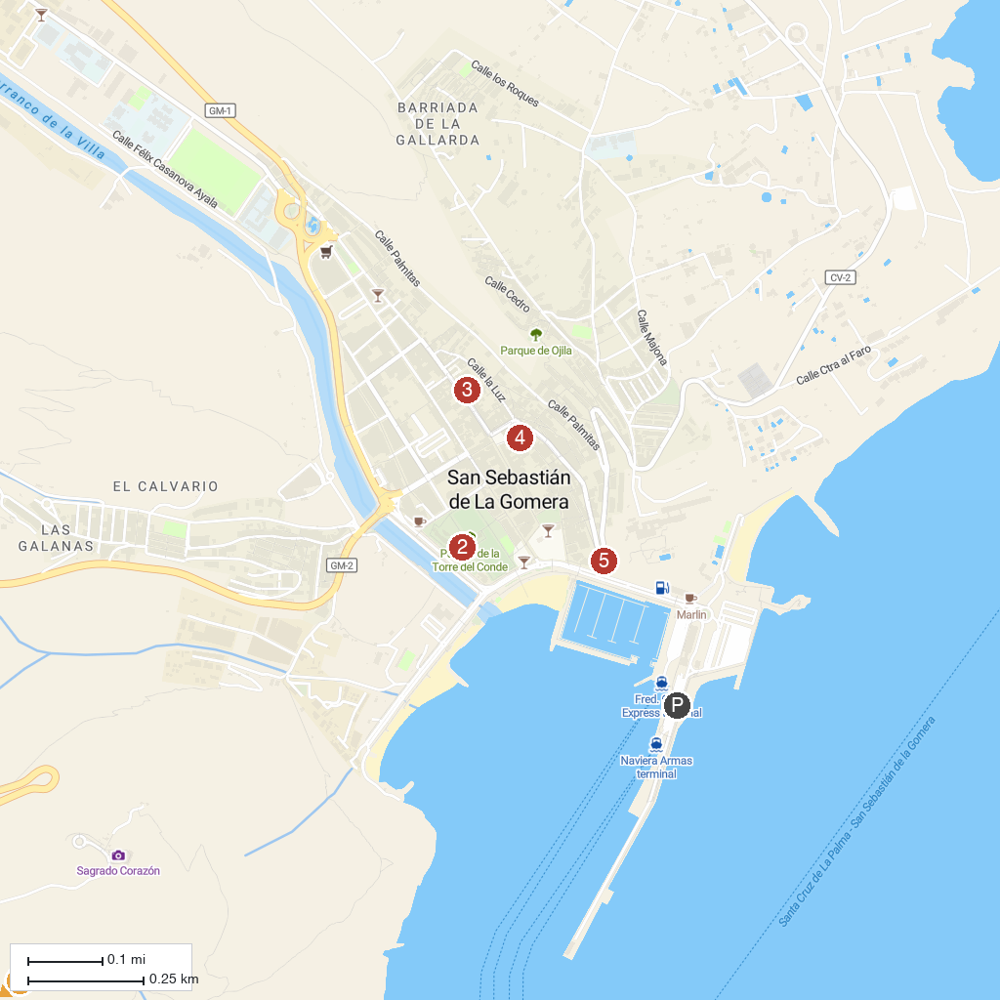 Calle los Roques
BARRIADA
DE LA
GALLARDA
GM-1
Barranco de la Villa
Calle Félix Casanova Ayala
Calle Palmitas
Calle Cedro
CV-2
Calle Majona
Parque de Ojila
Calle Ctra al Faro
Calle la Luz
3
Calle Palmitas
4
San Sebastián
de La Gomera
EL CALVARIO
LAS
GALANAS
2
de la
Torre del Conde
GM-2
5
Marlin
Fred.
Express
P
Naviera Armas
terminal
Santa Cruz de La Palma - San Sebastián de la Gomera
Sagrado Corazón
0.1 mi
0.25 km